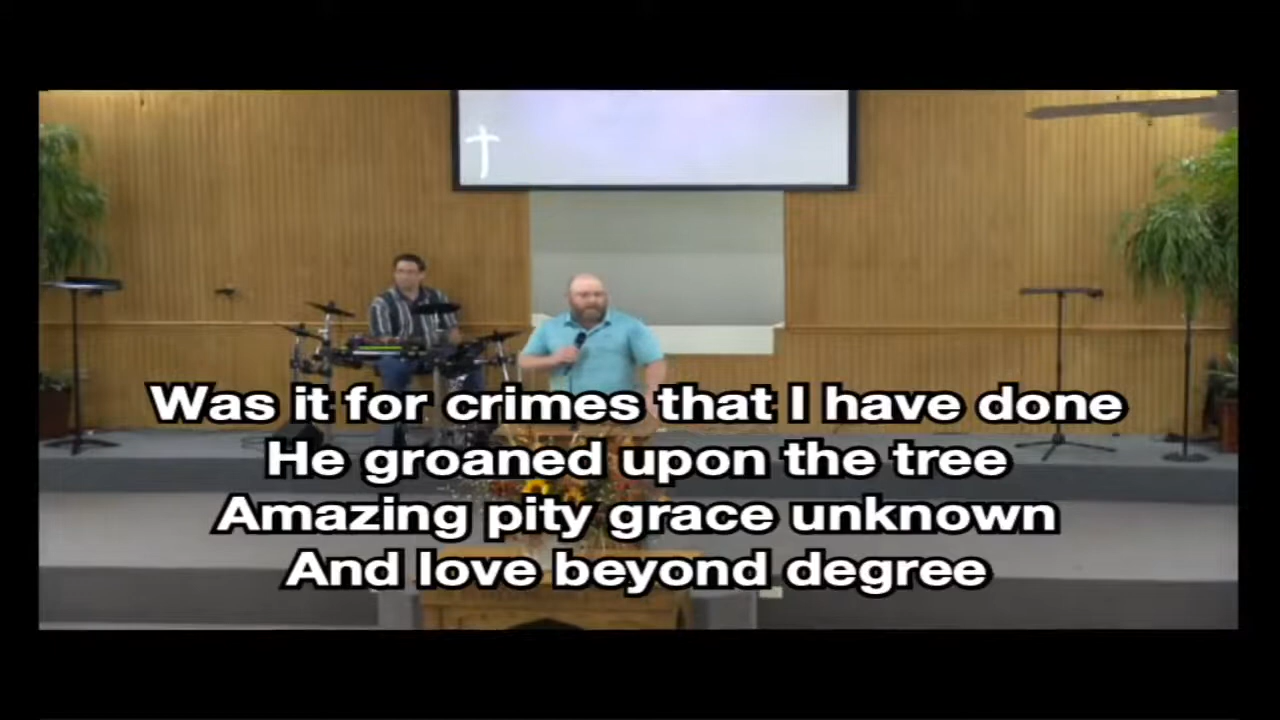 Was it for crimes that I have done
He groaned upon the tree
Amazing pity grace unknown
And love beyond degree